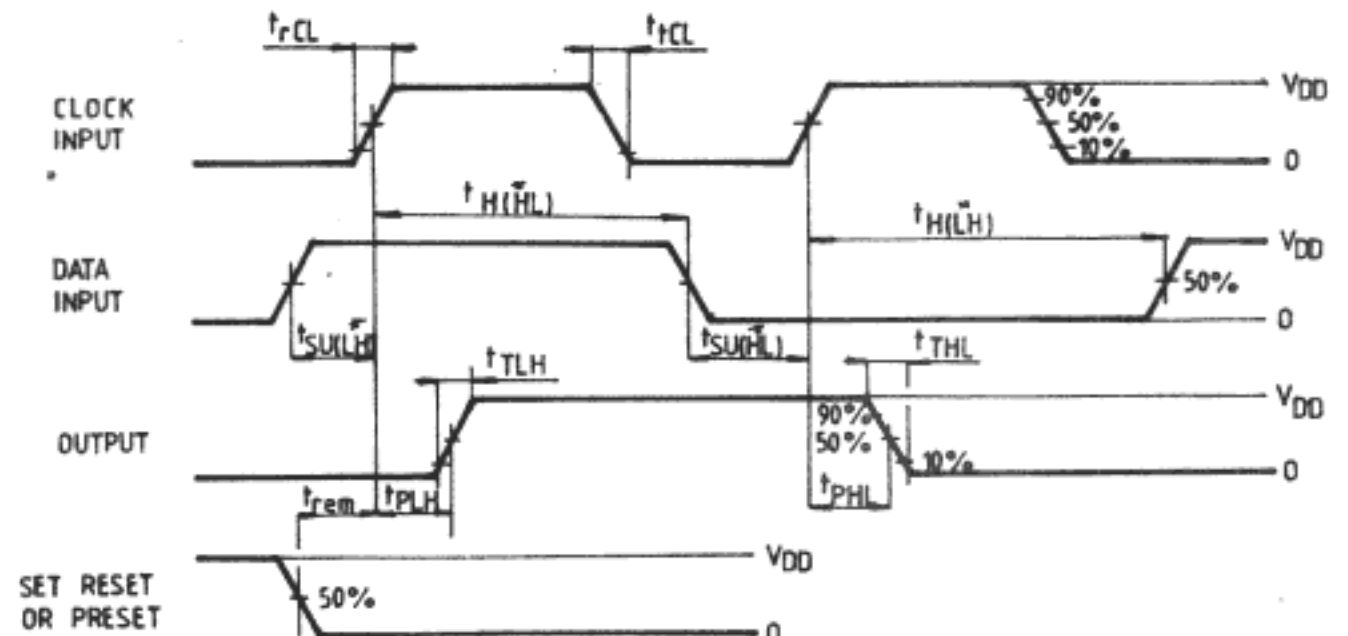 trCL
ttCL
CLOCK
INPUT
VDD
90%
50%
10%
0
tH(HL)
tH(LH)
DATA
INPUT
VDD
50%
0
tSU(LH)
tSU(HL)
tTLH
tTHL
OUTPUT
VDD
90%
50%
10%
0
trem
tPLH
tPHL
SET RESET
OR PRESET
VDD
50%
0